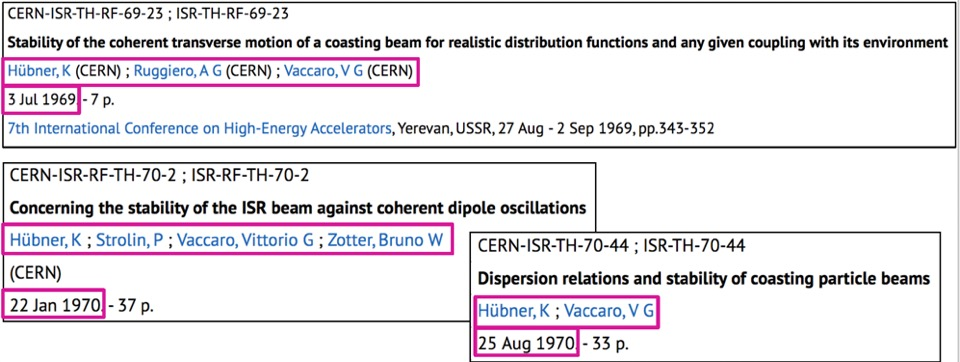 CERN-ISR-TH-RF-69-23 ; ISR-TH-RF-69-23
Stability of the coherent transverse motion of a coasting beam for realistic distribution functions and any given coupling with its environment
Hübner, K (CERN) ; Ruggiero, A G (CERN) ; Vaccaro, V G (CERN)
3 Jul 1969. - 7 p.
7th International Conference on High-Energy Accelerators, Yerevan, USSR, 27 Aug - 2 Sep 1969, pp.343-352
CERN-ISR-RF-TH-70-2 ; ISR-RF-TH-70-2
Concerning the stability of the ISR beam against coherent dipole oscillations
Hübner, K ; Strolin, P ; Vaccaro, Vittorio G ; Zotter, Bruno W
(CERN)
22 Jan 1970. - 37 p.
CERN-ISR-TH-70-44 ; ISR-TH-70-44
Dispersion relations and stability of coasting particle beams
Hübner, K ; Vaccaro, V G
25 Aug 1970. - 33 p.